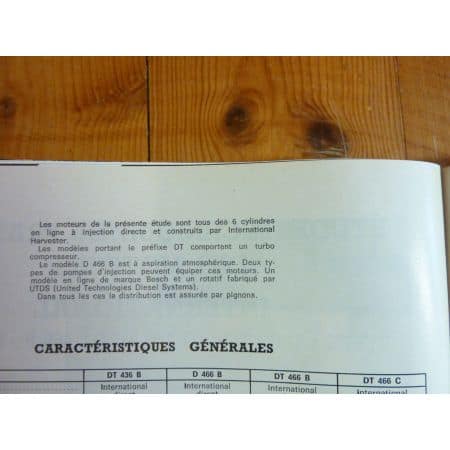 Les moteurs de la présente étude sont tous des 6 cylindres
en ligne à injection directe et construits par International
Harvester.
Les modèles portant le préfixe DT comportent un turbo
compresseur.
Le modèle D 466 B est à aspiration atmosphérique. Deux ty-
pes de pompes d'injection peuvent équiper ces moteurs. Un
modèle en ligne de marque Bosch et un rotatif fabriqué par
UTDS (United Technologies Diesel Systems).
Dans tous les cas la distribution est assurée par pignons.
CARACTÉRISTIQUES GÉNÉRALES
DT 436 B D 466 B DT 466 B DT 466 C
International International International International